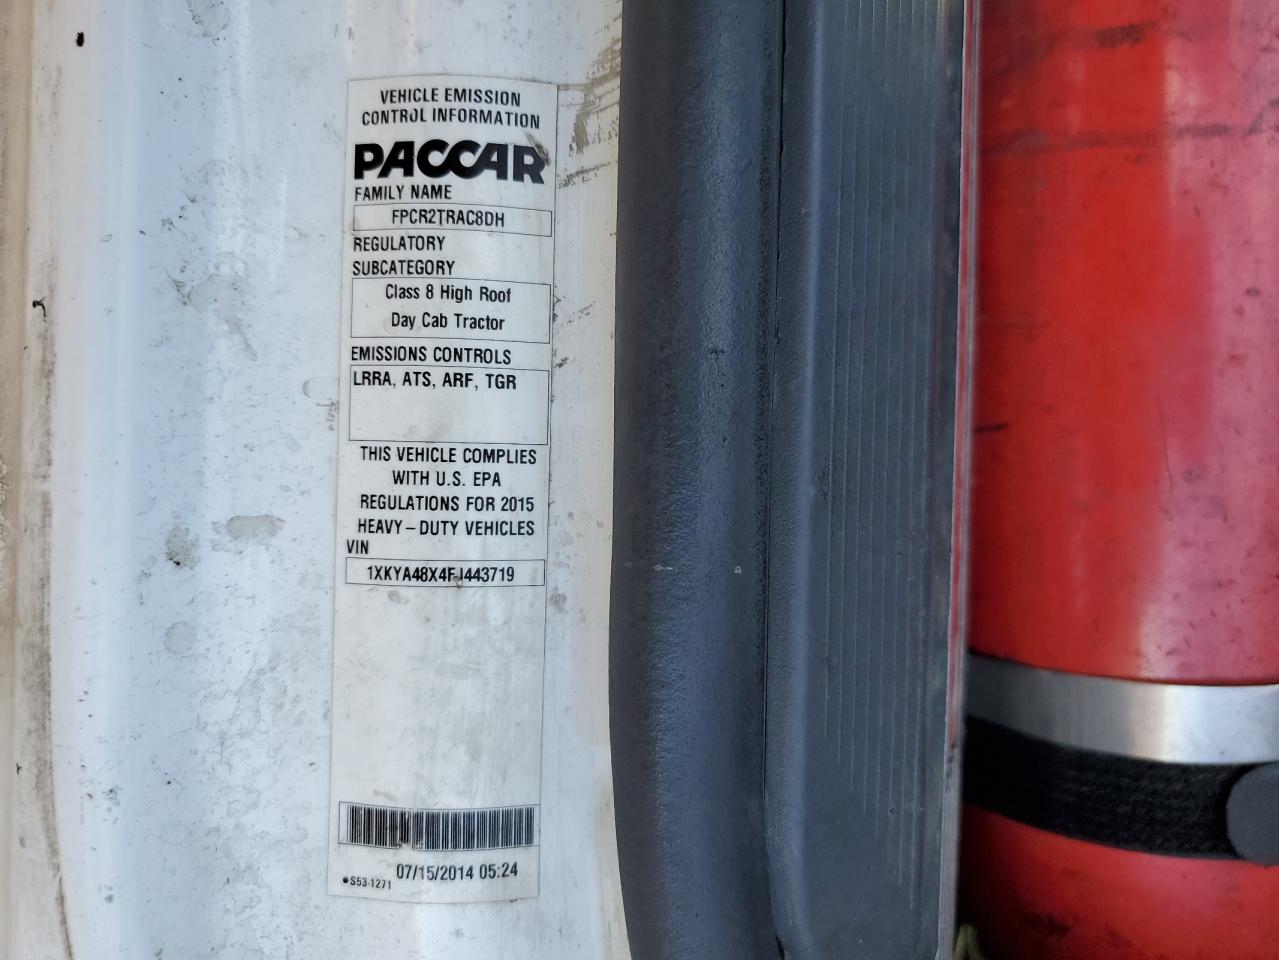 VEHICLE EMISSION
CONTROL INFORMATION
PACCAR
FAMILY NAME
FPCR2TRAC8DH
REGULATORY
SUBCATEGORY
Class 8 High Roof
Day Cab Tractor
EMISSIONS CONTROLS
LRRA, ATS, ARF, TGR
THIS VEHICLE COMPLIES
WITH U.S. EPA
REGULATIONS FOR 2015
HEAVY-DUTY VEHICLES
VIN
1XKYA48X4FJ443719
07/15/2014 05:24
•S53-1271